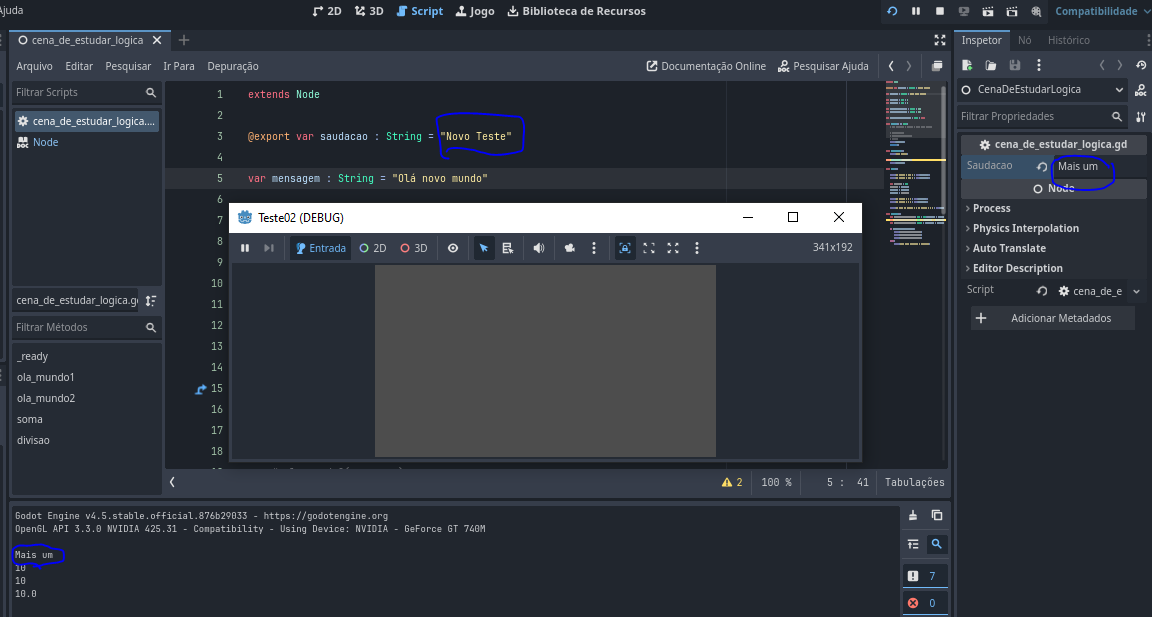 Ajuda
2D 3D Script Jogo Biblioteca de Recursos
Compatibilidade
cena_de_estudar_logica
Arquivo Editar Pesquisar Ir Para Depuração
Documentação Online Pesquisar Ajuda
Filtrar Scripts
cena_de_estudar_logica....
Node
cena_de_estudar_logica.g
Filtrar Métodos
_ready
ola_mundo1
ola_mundo2
soma
divisao
1 extends Node
2
3 @export var saudacao : String = "Novo Teste"
4
5 var mensagem : String = "Olá novo mundo"
6
7
8
9
10
11
12
13
14
15
16
17
18
Teste02 (DEBUG)
Entrada 2D 3D
341x192
2 100 % 5 : 41 Tabulações
Godot Engine v4.5.stable.official.876b29033 - https://godotengine.org
OpenGL API 3.3.0 NVIDIA 425.31 - Compatibility - Using Device: NVIDIA - GeForce GT 740M
Mais um
10
10
10.0
7
0
Inspetor Nó Histórico
CenaDeEstudarLogica
Filtrar Propriedades
cena_de_estudar_logica.gd
Saudacao Mais um
Node
Process
Physics Interpolation
Auto Translate
Editor Description
Script cena_de_e
Adicionar Metadados